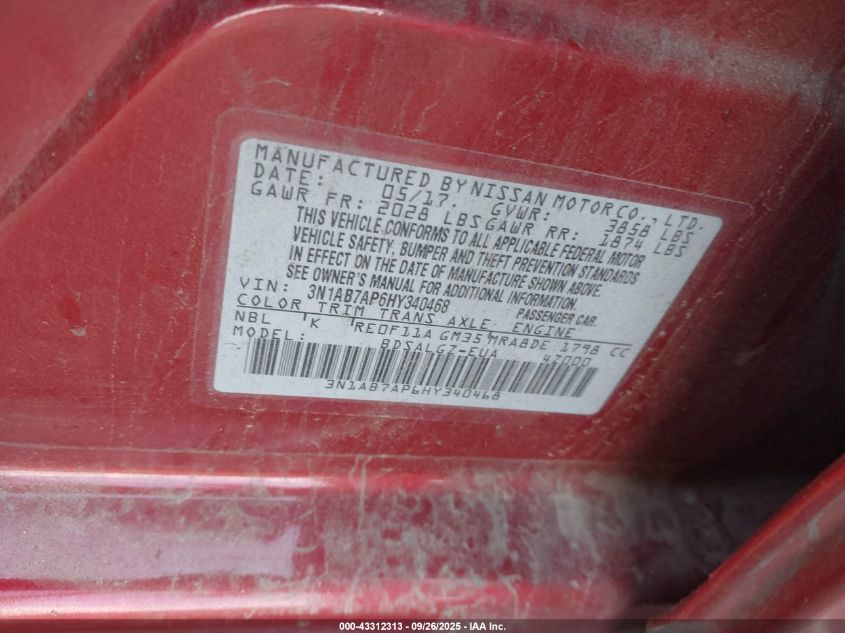 MANUFACTURED BY NISSAN MOTOR CO., LTD.
DATE: 05/17. GVWR: 3858 LBS
GAWR FR: 2028 LBS GAWR RR: 1874 LBS
THIS VEHICLE CONFORMS TO ALL APPLICABLE FEDERAL MOTOR
VEHICLE SAFETY, BUMPER AND THEFT PREVENTION STANDARDS
IN EFFECT ON THE DATE OF MANUFACTURE SHOWN ABOVE.
SEE OWNER'S MANUAL FOR ADDITIONAL INFORMATION.
VIN: 3N1AB7AP6HY340468 PASSENGER CAR.
COLOR TRIM TRANS AXLE ENGINE
NBL K RE0F11A GM35 MRA8DE 1798 CC
MODEL: BDSALGZ-EUA 47000
3N1AB7AP6HY340468
000-43312313 - 09/26/2025 - IAA Inc.